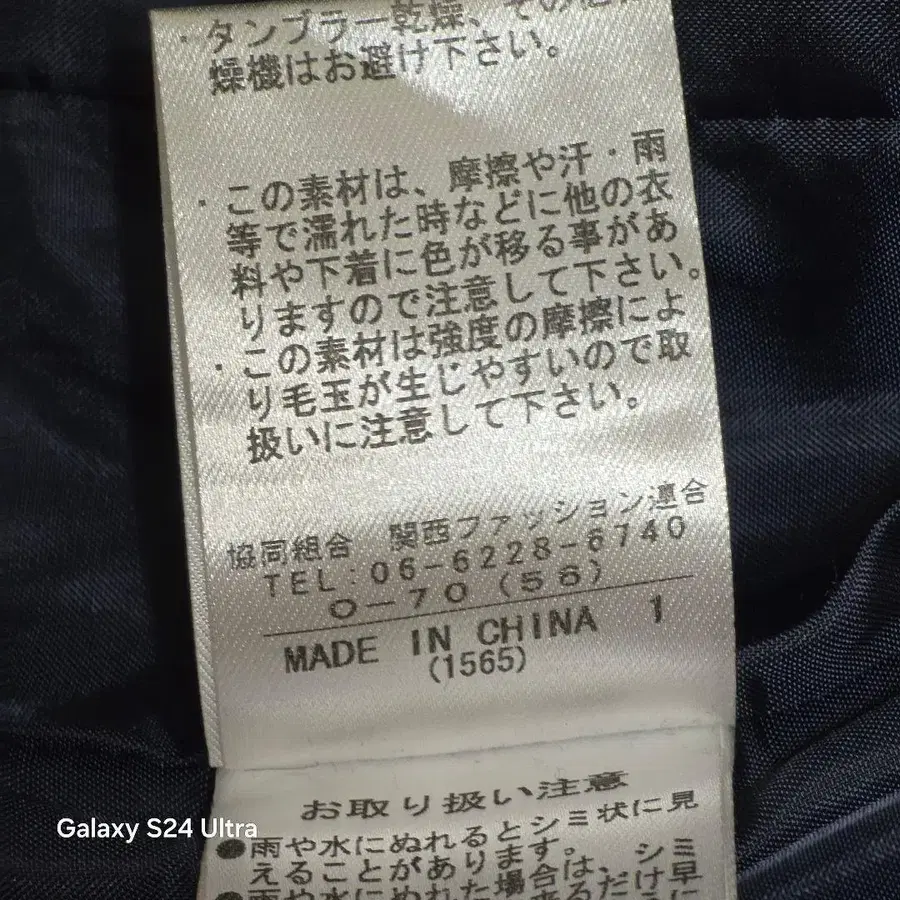 ・タンブラー乾燥、その他
燥機はお避け下さい。
・この素材は、摩擦や汗・雨
等で濡れた時などに他の衣
料や下着に色が移る事があ
りますので注意して下さい。
・この素材は強度の摩擦によ
り毛玉が生じやすいので取
扱いに注意して下さい。
協同組合 関西ファッション連合
TEL:06-6228-6740
O-70(56)
MADE IN CHINA 1
(1565)
お取り扱い注意
●雨や水にぬれるとシミ状に見
えることがあります。
●雨や水にぬれた場合は、シミ
Galaxy S24 Ultra